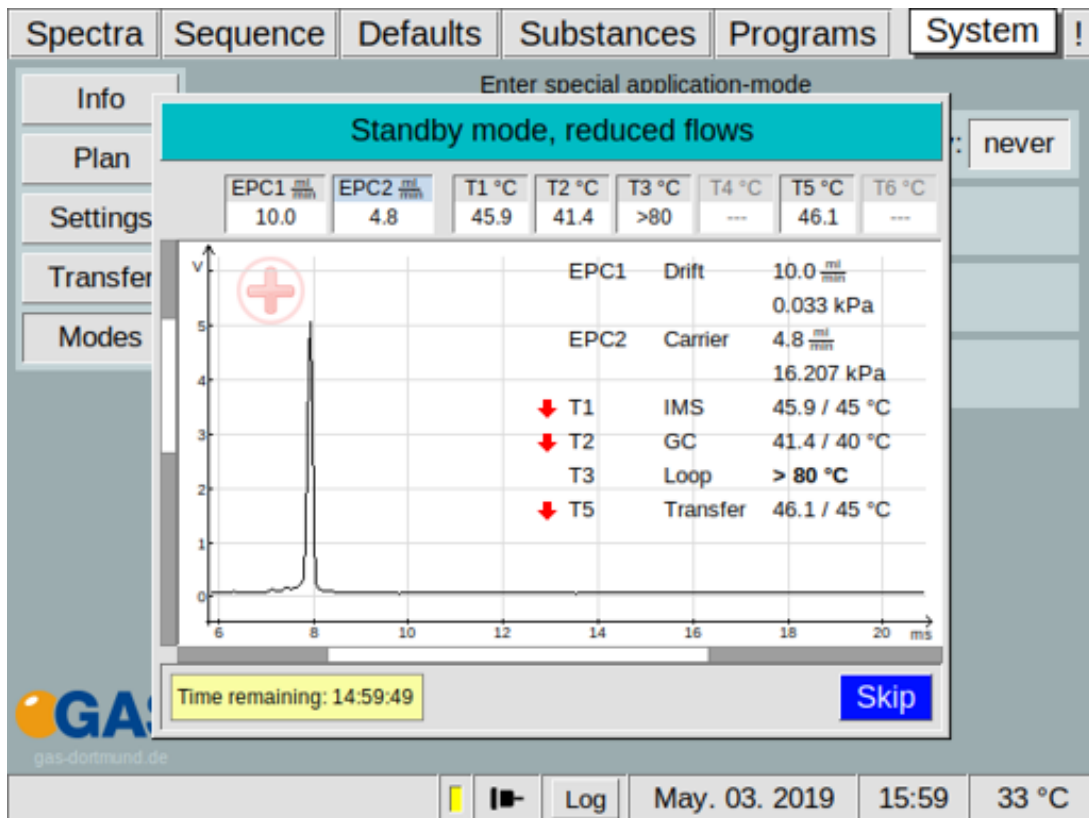 Spectra Sequence Defaults Substances Programs System !
Enter special application-mode
Info
Plan
Settings
Transfer
Modes
: never
Standby mode, reduced flows
EPC1 ml/min EPC2 ml/min T1 °C T2 °C T3 °C T4 °C T5 °C T6 °C
10.0 4.8 45.9 41.4 >80 --- 46.1 ---
V
5
4
3
2
1
0
6 8 10 12 14 16 18 20 ms
EPC1 Drift 10.0 ml/min
0.033 kPa
EPC2 Carrier 4.8 ml/min
16.207 kPa
T1 IMS 45.9 / 45 °C
T2 GC 41.4 / 40 °C
T3 Loop > 80 °C
T5 Transfer 46.1 / 45 °C
Time remaining: 14:59:49
Skip
GAS
gas-dortmund.de
Log May. 03. 2019 15:59 33 °C